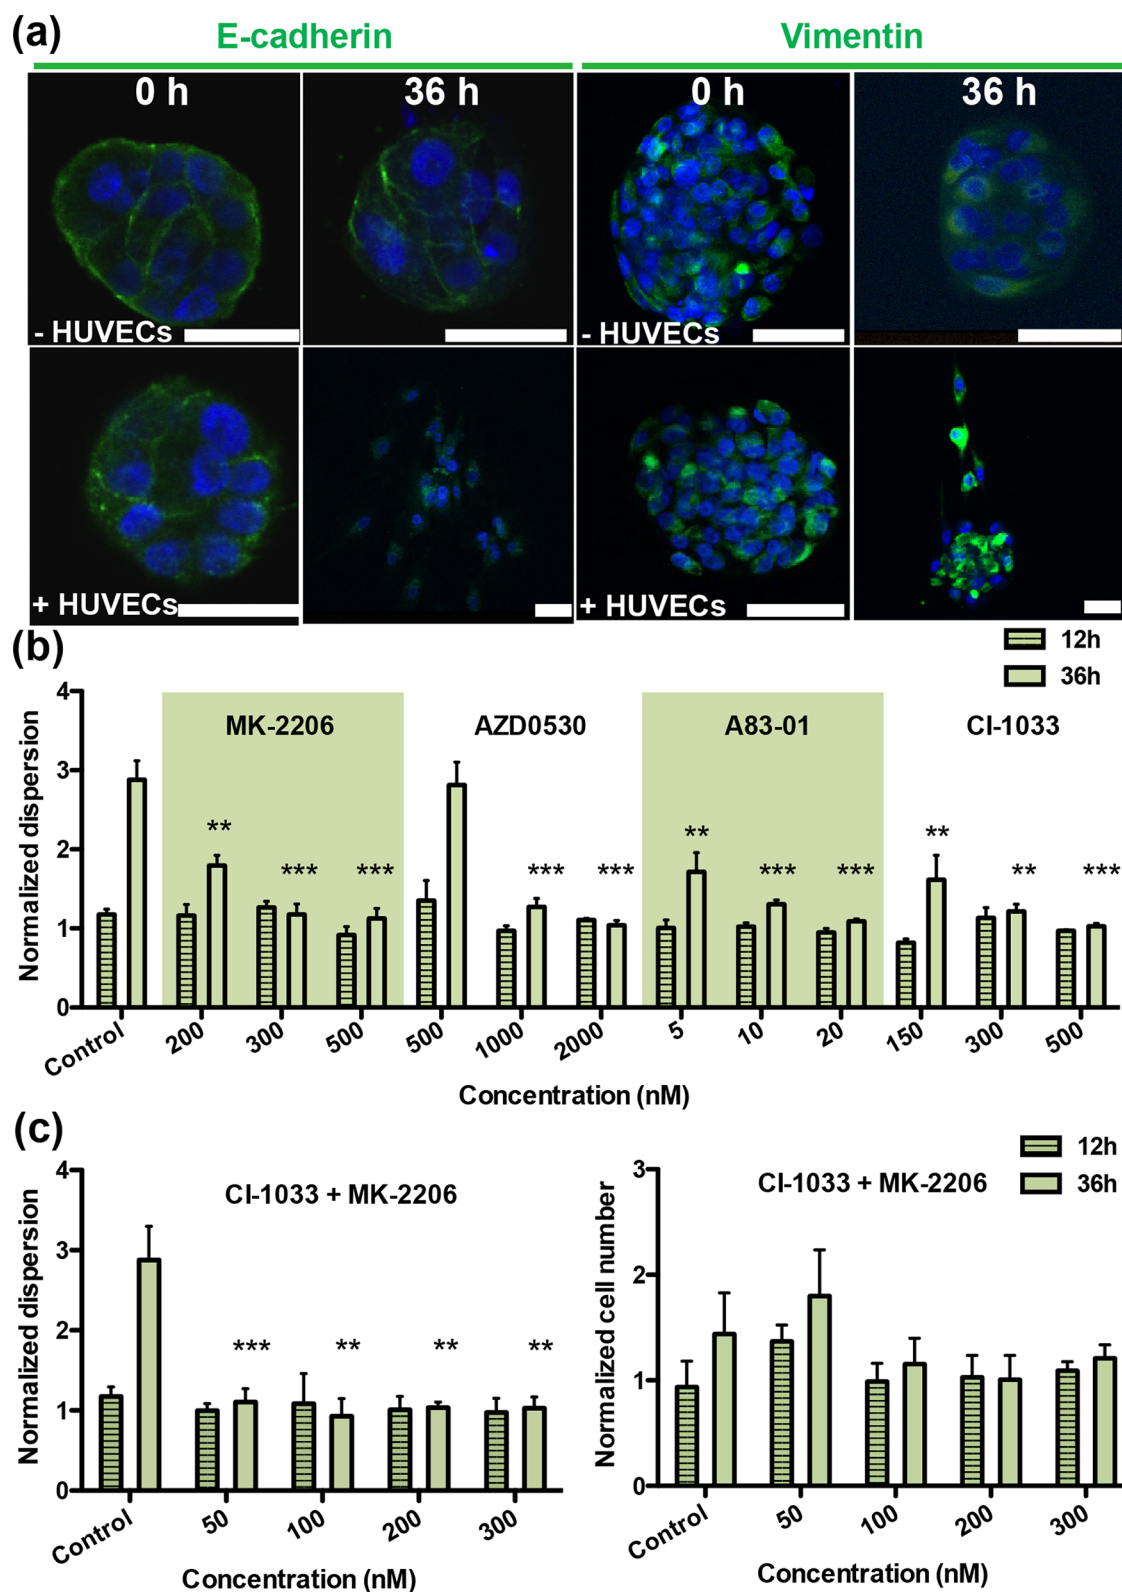 (a)
E-cadherin Vimentin
0 h 36 h 0 h 36 h
- HUVECs - HUVECs
+ HUVECs + HUVECs
(b)
12h
36h
4
3
2
1
0
Normalized dispersion
MK-2206 AZD0530 A83-01 CI-1033
** *** *** *** *** ** *** *** ** ** ***
Control 200 300 500 500 1000 2000 5 10 20 150 300 500
Concentration (nM)
(c)
4
3
2
1
0
Normalized dispersion
CI-1033 + MK-2206
*** ** ** **
Control 50 100 200 300
Concentration (nM)
12h
36h
3
2
1
0
Normalized cell number
CI-1033 + MK-2206
Control 50 100 200 300
Concentration (nM)